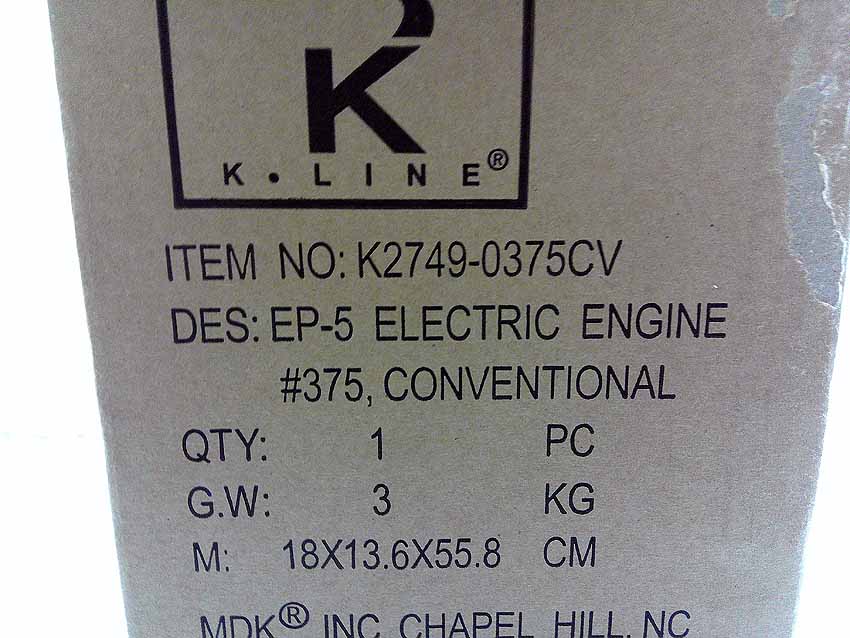 K
K • LINE®
ITEM NO: K2749-0375CV
DES: EP-5 ELECTRIC ENGINE
#375, CONVENTIONAL
QTY: 1 PC
G.W: 3 KG
M: 18X13.6X55.8 CM
MDK® INC CHAPEL HILL, NC